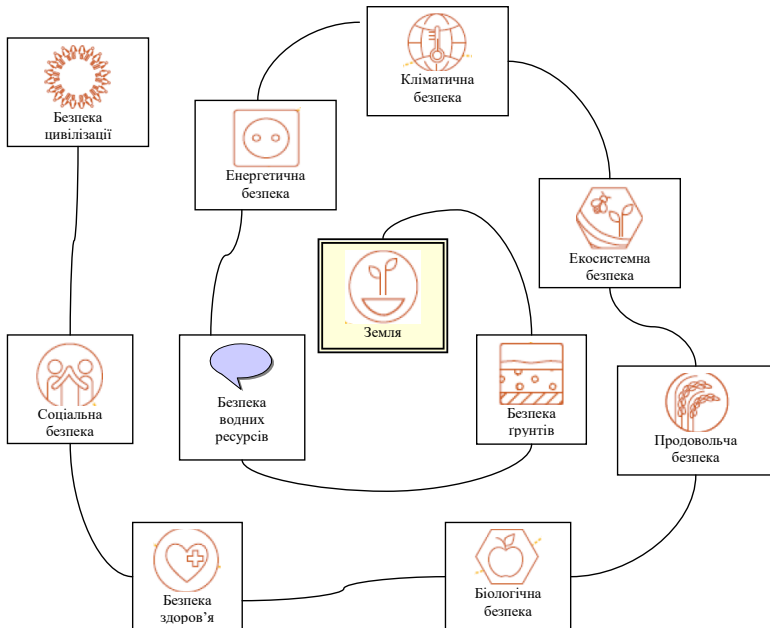 Кліматична
безпека
Безпека
цивілізації
Енергетична
безпека
Екосистемна
безпека
Земля
Соціальна
безпека
Безпека
водних
ресурсів
Безпека
ґрунтів
Продовольча
безпека
Безпека
здоров’я
Біологічна
безпека